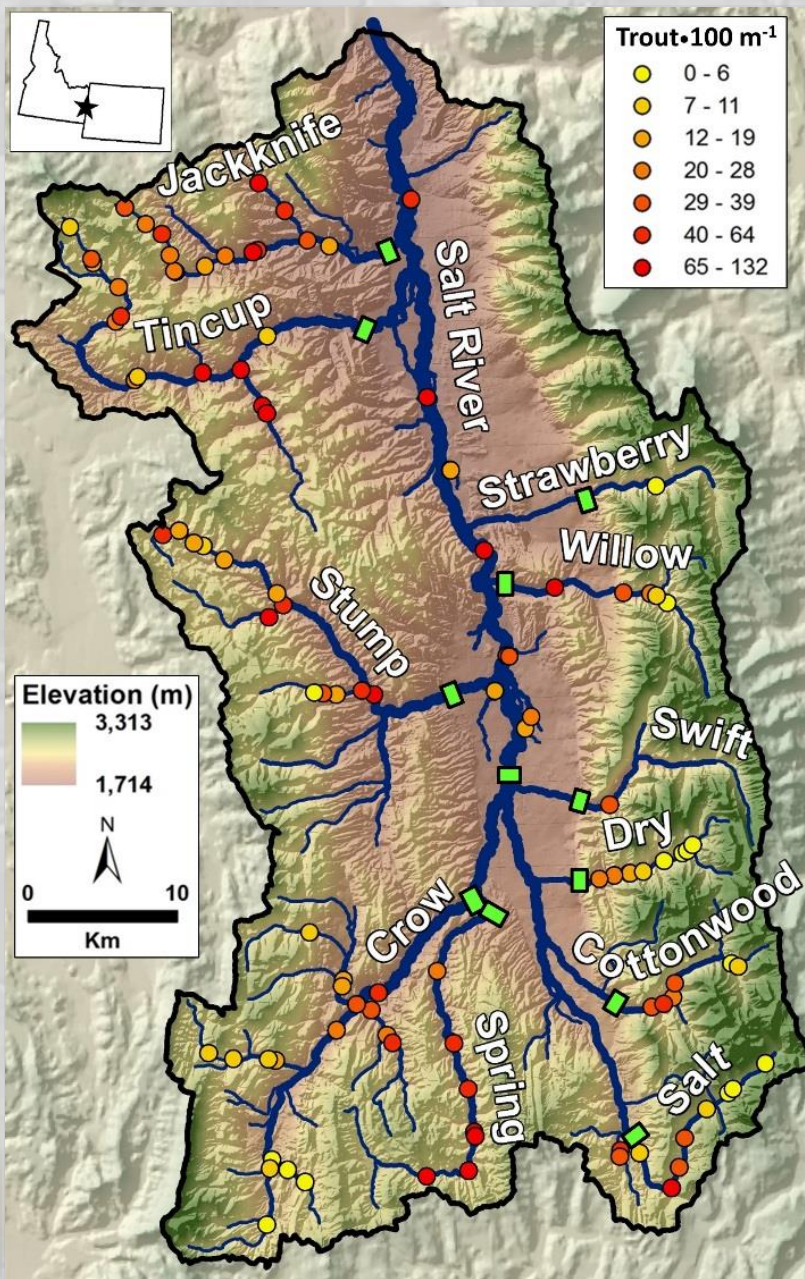 Trout•100 m⁻¹
0 - 6
7 - 11
12 - 19
20 - 28
29 - 39
40 - 64
65 - 132
Jackknife
Salt River
Tincup
Strawberry
Willow
Stump
Elevation (m)
3,313
1,714
N
0 10
Km
Swift
Dry
Crow
Cottonwood
Spring
Salt